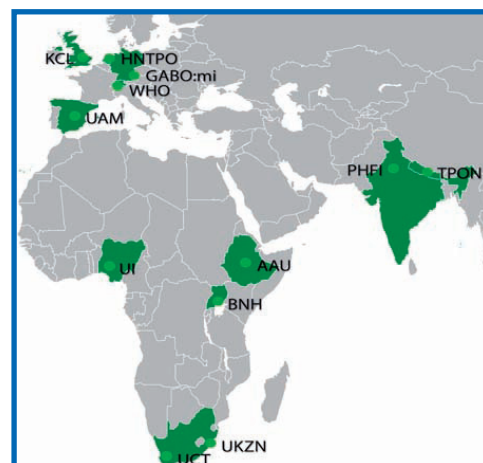 KCL
HNTPO
GABO:mi
WHO
UAM
PHFI
TPON
UI
AAU
BNH
UKZN
UCT